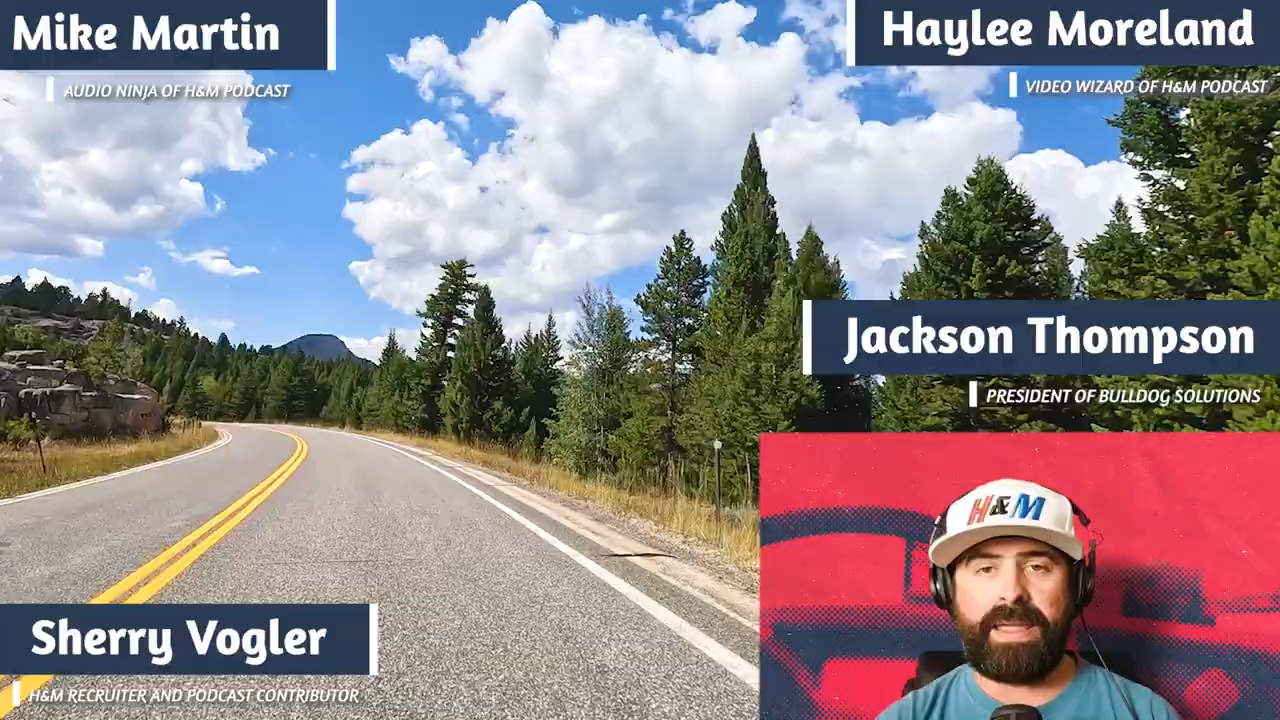 Mike Martin
AUDIO NINJA OF H&M PODCAST
Haylee Moreland
VIDEO WIZARD OF H&M PODCAST
Jackson Thompson
PRESIDENT OF BULLDOG SOLUTIONS
H&M
Sherry Vogler
H&M RECRUITER AND PODCAST CONTRIBUTOR